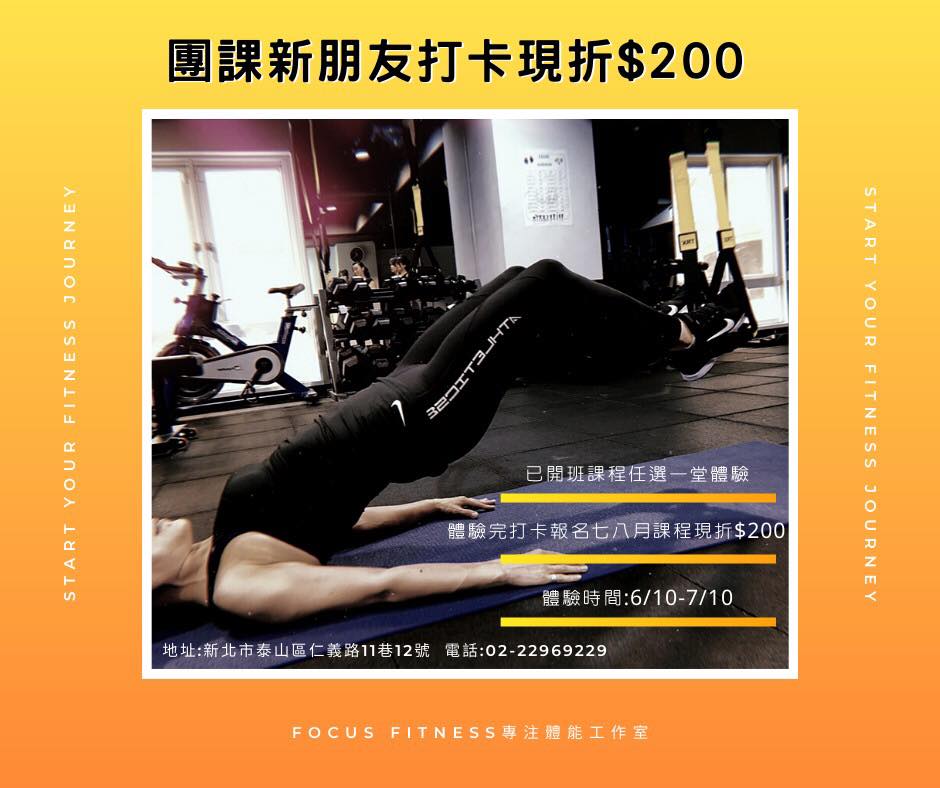 團課新朋友打卡現折$200
START YOUR FITNESS JOURNEY
START YOUR FITNESS JOURNEY
ATHLETICS
已開班課程任選一堂體驗
體驗完打卡報名七八月課程現折$200
體驗時間:6/10-7/10
地址:新北市泰山區仁義路11巷12號 電話:02-22969229
FOCUS FITNESS專注體能工作室